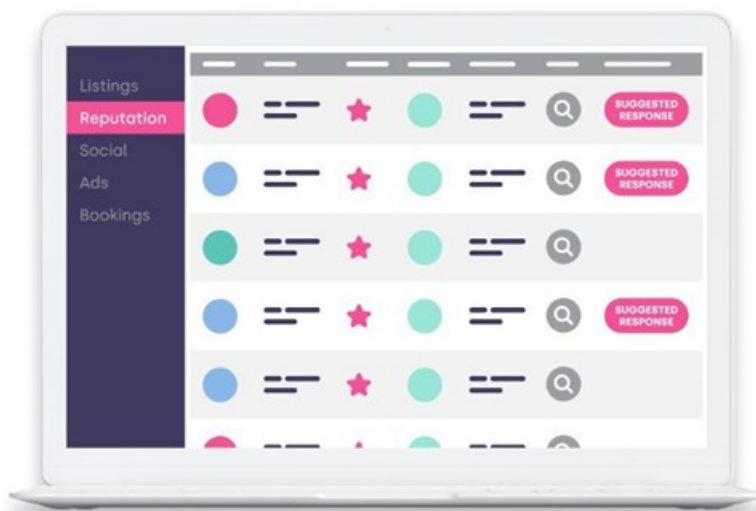 Listings
Reputation
Social
Ads
Bookings
SUGGESTED
RESPONSE
SUGGESTED
RESPONSE
SUGGESTED
RESPONSE